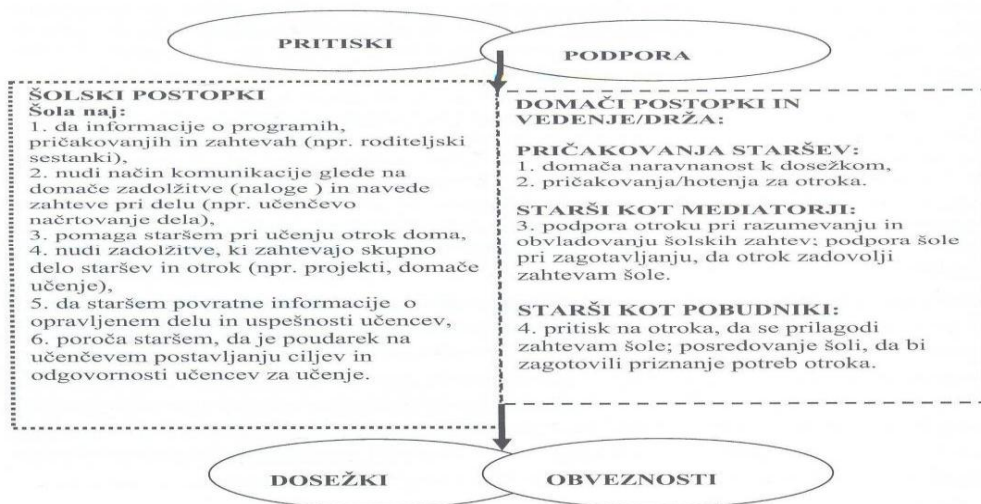 PRITISKI
PODPORA
ŠOLSKI POSTOPKI
Šola naj:
1. da informacije o programih,
pričakovanjih in zahtevah (npr. roditeljski
sestanki),
2. nudi način komunikacije glede na
domače zadolžitve (naloge ) in navede
zahteve pri delu (npr. učenčevo
načrtovanje dela),
3. pomaga staršem pri učenju otrok doma,
4. nudi zadolžitve, ki zahtevajo skupno
delo staršev in otrok (npr. projekti, domače
učenje),
5. da staršem povratne informacije o
opravljenem delu in uspešnosti učencev,
6. poroča staršem, da je poudarek na
učenčevem postavljanju ciljev in
odgovornosti učencev za učenje.
DOMAČI POSTOPKI IN
VEDENJE/DRŽA:
PRIČAKOVANJA STARŠEV:
1. domača naravnanost k dosežkom,
2. pričakovanja/hotenja za otroka.
STARŠI KOT MEDIATORJI:
3. podpora otroku pri razumevanju in
obvladovanju šolskih zahtev; podpora šole
pri zagotavljanju, da otrok zadovolji
zahtevam šole.
STARŠI KOT POBUDNIKI:
4. pritisk na otroka, da se prilagodi
zahtevam šole; posredovanje šoli, da bi
zagotovili priznanje potreb otroka.
DOSEŽKI
OBVEZNOSTI